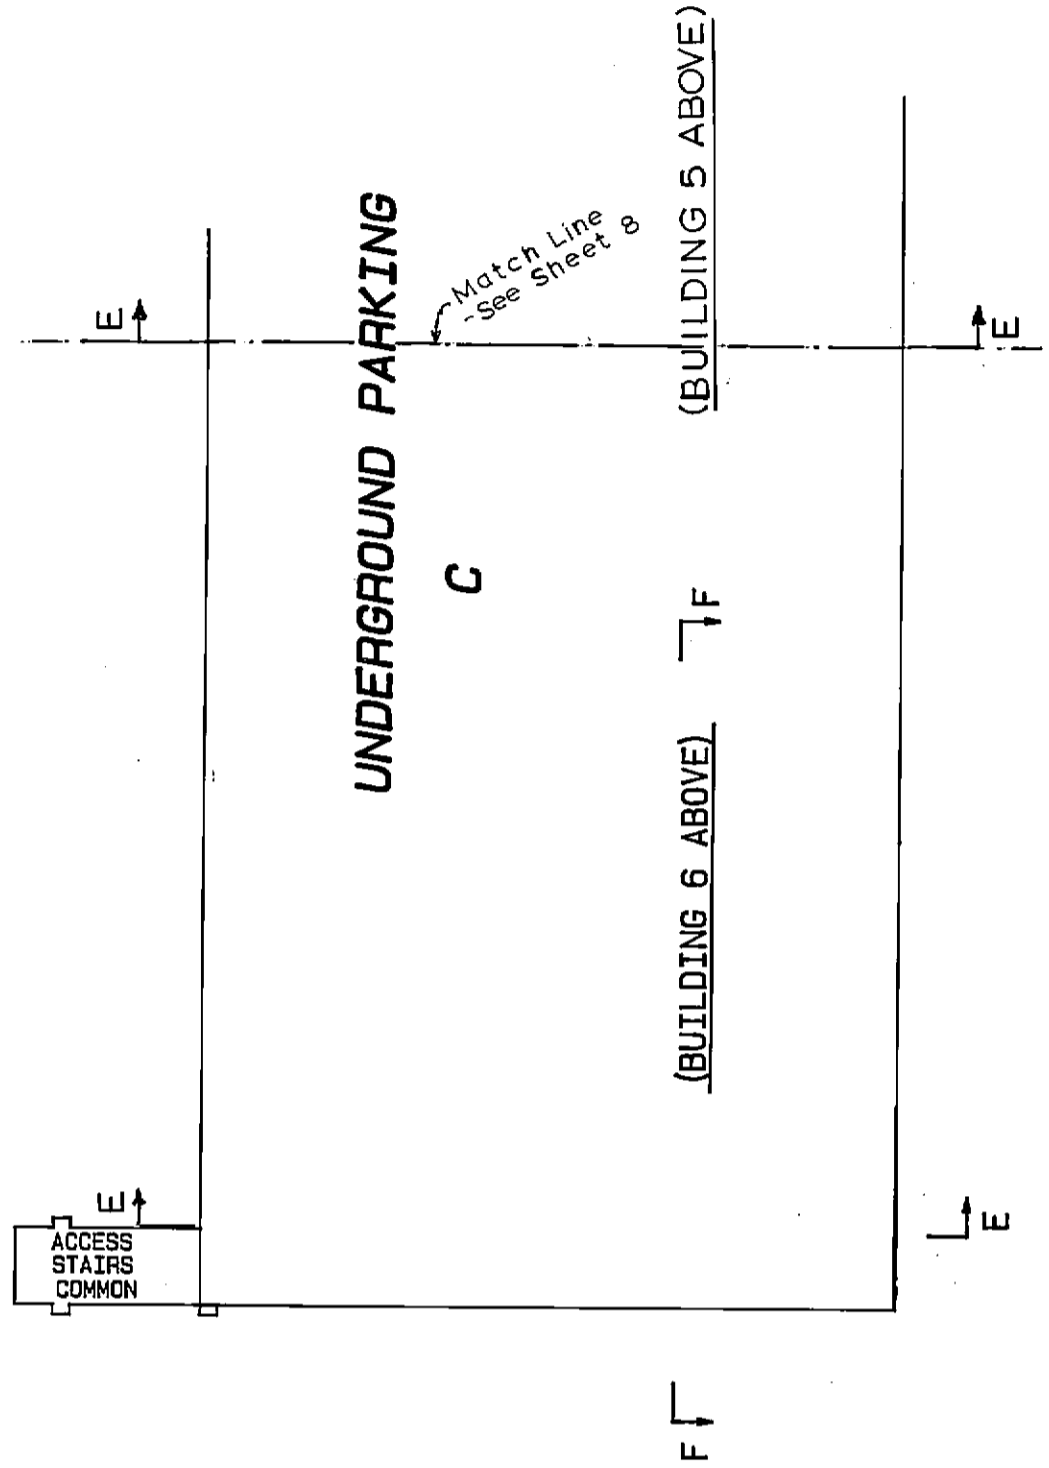 UNDERGROUND PARKING
C
Match Line
-See Sheet 8
(BUILDING 5 ABOVE)
(BUILDING 6 ABOVE)
ACCESS
STAIRS
COMMON
E
E
E
E
F
F